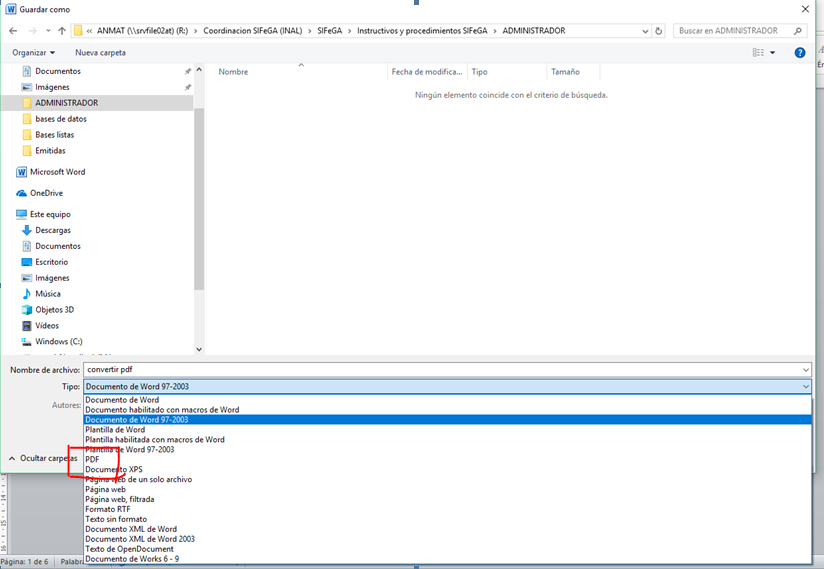 Guardar como
« ANMAT (\\srvfile02at) (R:) > Coordinacion SIFeGA (INAL) > SIFeGA > Instructivos y procedimientos SIFeGA > ADMINISTRADOR
Buscar en ADMINISTRADOR
Organizar
Nueva carpeta
Documentos
Imágenes
ADMINISTRADOR
bases de datos
Bases listas
Emitidas
Microsoft Word
OneDrive
Este equipo
Descargas
Documentos
Escritorio
Imágenes
Música
Objetos 3D
Vídeos
Windows (C:)
Nombre
Fecha de modifica...
Tipo
Tamaño
Ningún elemento coincide con el criterio de búsqueda.
Nombre de archivo: convertir pdf
Tipo: Documento de Word 97-2003
Autores:
Documento de Word
Documento habilitado con macros de Word
Documento de Word 97-2003
Plantilla de Word
Plantilla habilitada con macros de Word
Plantilla de Word 97-2003
PDF
Documento XPS
Página web de un solo archivo
Página web
Página web, filtrada
Formato RTF
Texto sin formato
Documento XML de Word
Documento XML de Word 2003
Texto de OpenDocument
Documento de Works 6 - 9
Ocultar carpetas
Página: 1 de 6